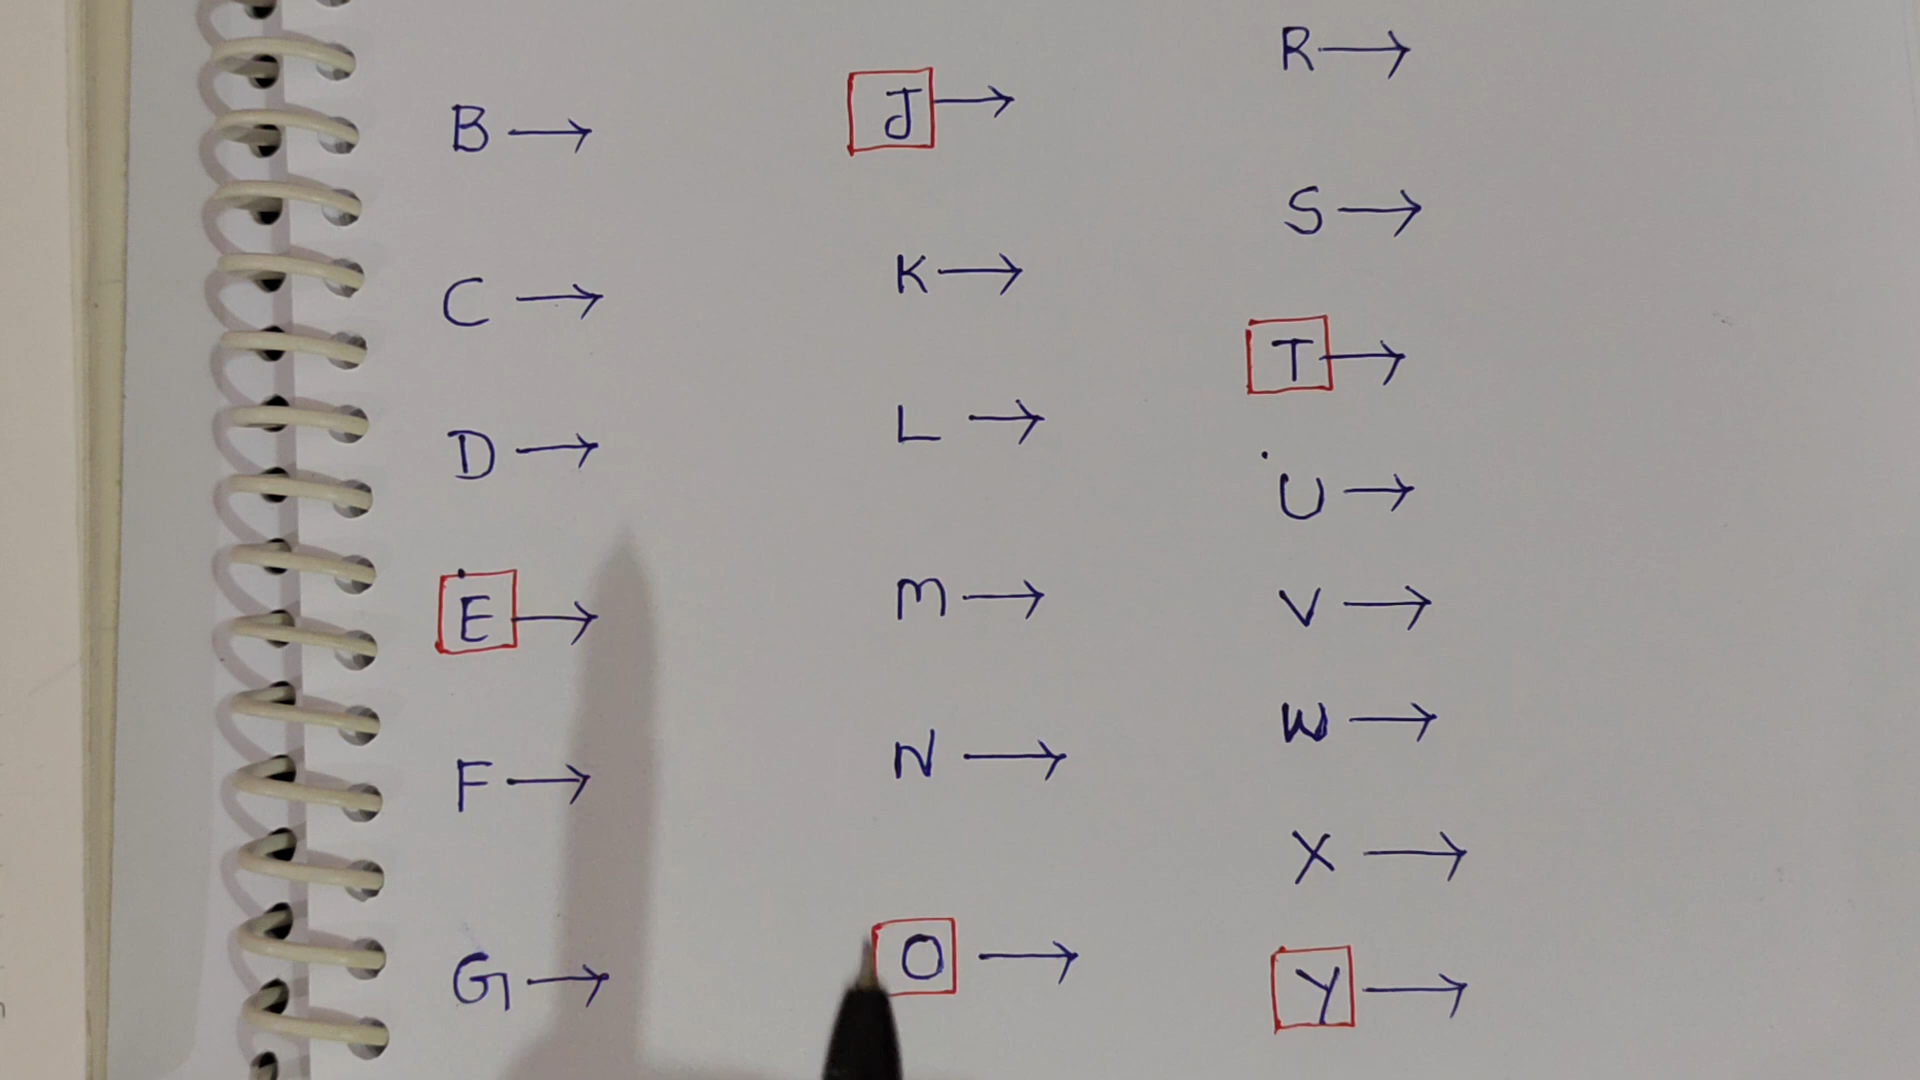 B →
C →
D →
E →
F →
G →
J →
K →
L →
M →
N →
O →
R →
S →
T →
U →
V →
W →
X →
Y →